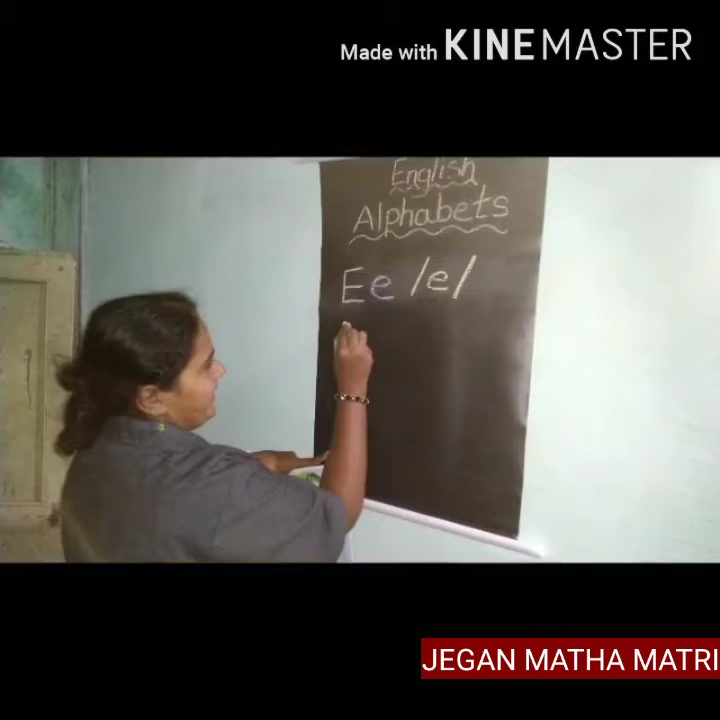 Made with KINEMASTER
English
Alphabets
Ee /e/
JEGAN MATHA MATRI